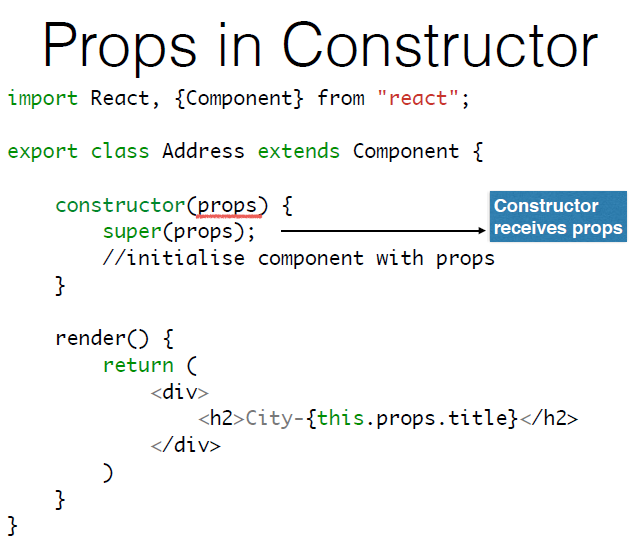 Props in Constructor
import React, {Component} from "react";
export class Address extends Component {
constructor(props) {
super(props);
//initialise component with props
}
Constructor
receives props
render() {
return (
<div>
<h2>City-{this.props.title}</h2>
</div>
)
}
}